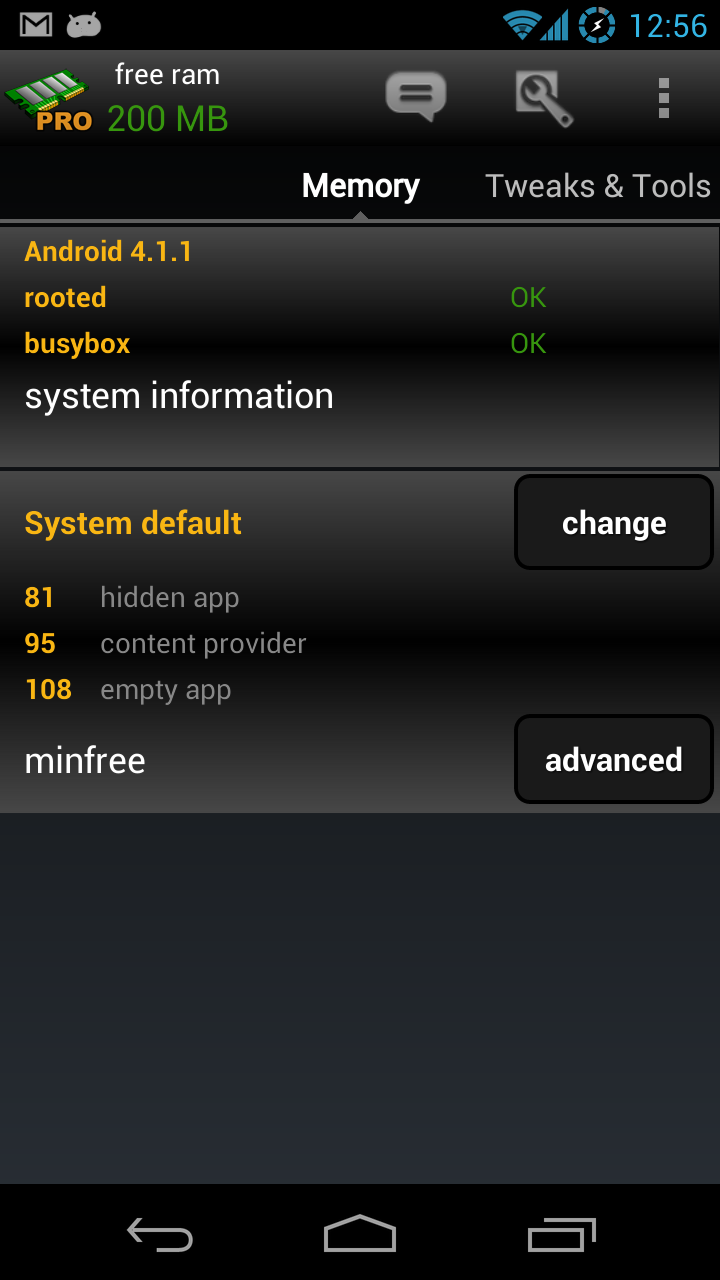 12:56
free ram
PRO 200 MB
Memory Tweaks & Tools
Android 4.1.1
rooted OK
busybox OK
system information
System default change
81 hidden app
95 content provider
108 empty app
minfree advanced